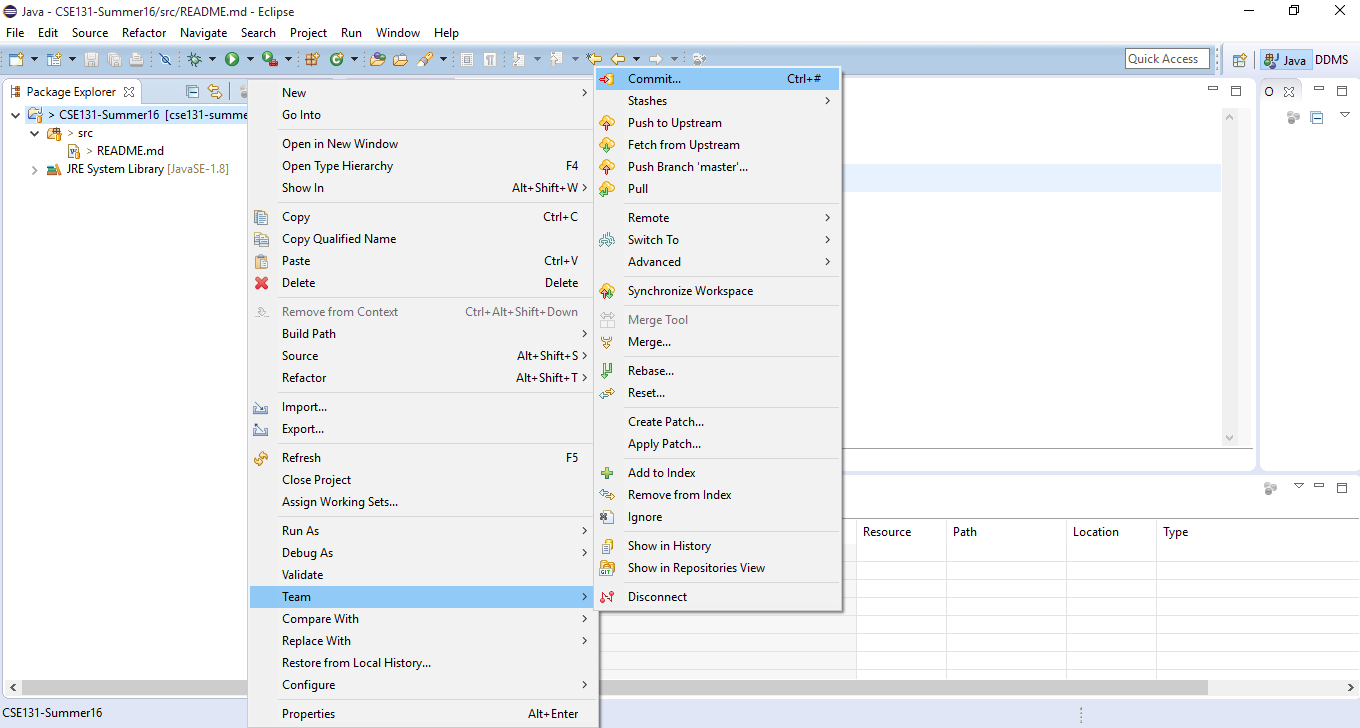 Java - CSE131-Summer16/src/README.md - Eclipse
File Edit Source Refactor Navigate Search Project Run Window Help
Quick Access
Java
DDMS
Package Explorer
> CSE131-Summer16 [cse131-summe
> src
> README.md
JRE System Library [JavaSE-1.8]
New
Go Into
Open in New Window
Open Type Hierarchy F4
Show In Alt+Shift+W
Copy Ctrl+C
Copy Qualified Name
Paste Ctrl+V
Delete Delete
Remove from Context Ctrl+Alt+Shift+Down
Build Path
Source Alt+Shift+S
Refactor Alt+Shift+T
Import...
Export...
Refresh F5
Close Project
Assign Working Sets...
Run As
Debug As
Validate
Team
Compare With
Replace With
Restore from Local History...
Configure
Properties Alt+Enter
Commit... Ctrl+#
Stashes
Push to Upstream
Fetch from Upstream
Push Branch 'master'...
Pull
Remote
Switch To
Advanced
Synchronize Workspace
Merge Tool
Merge...
Rebase...
Reset...
Create Patch...
Apply Patch...
Add to Index
Remove from Index
Ignore
Show in History
GIT Show in Repositories View
Disconnect
Resource Path Location Type
CSE131-Summer16